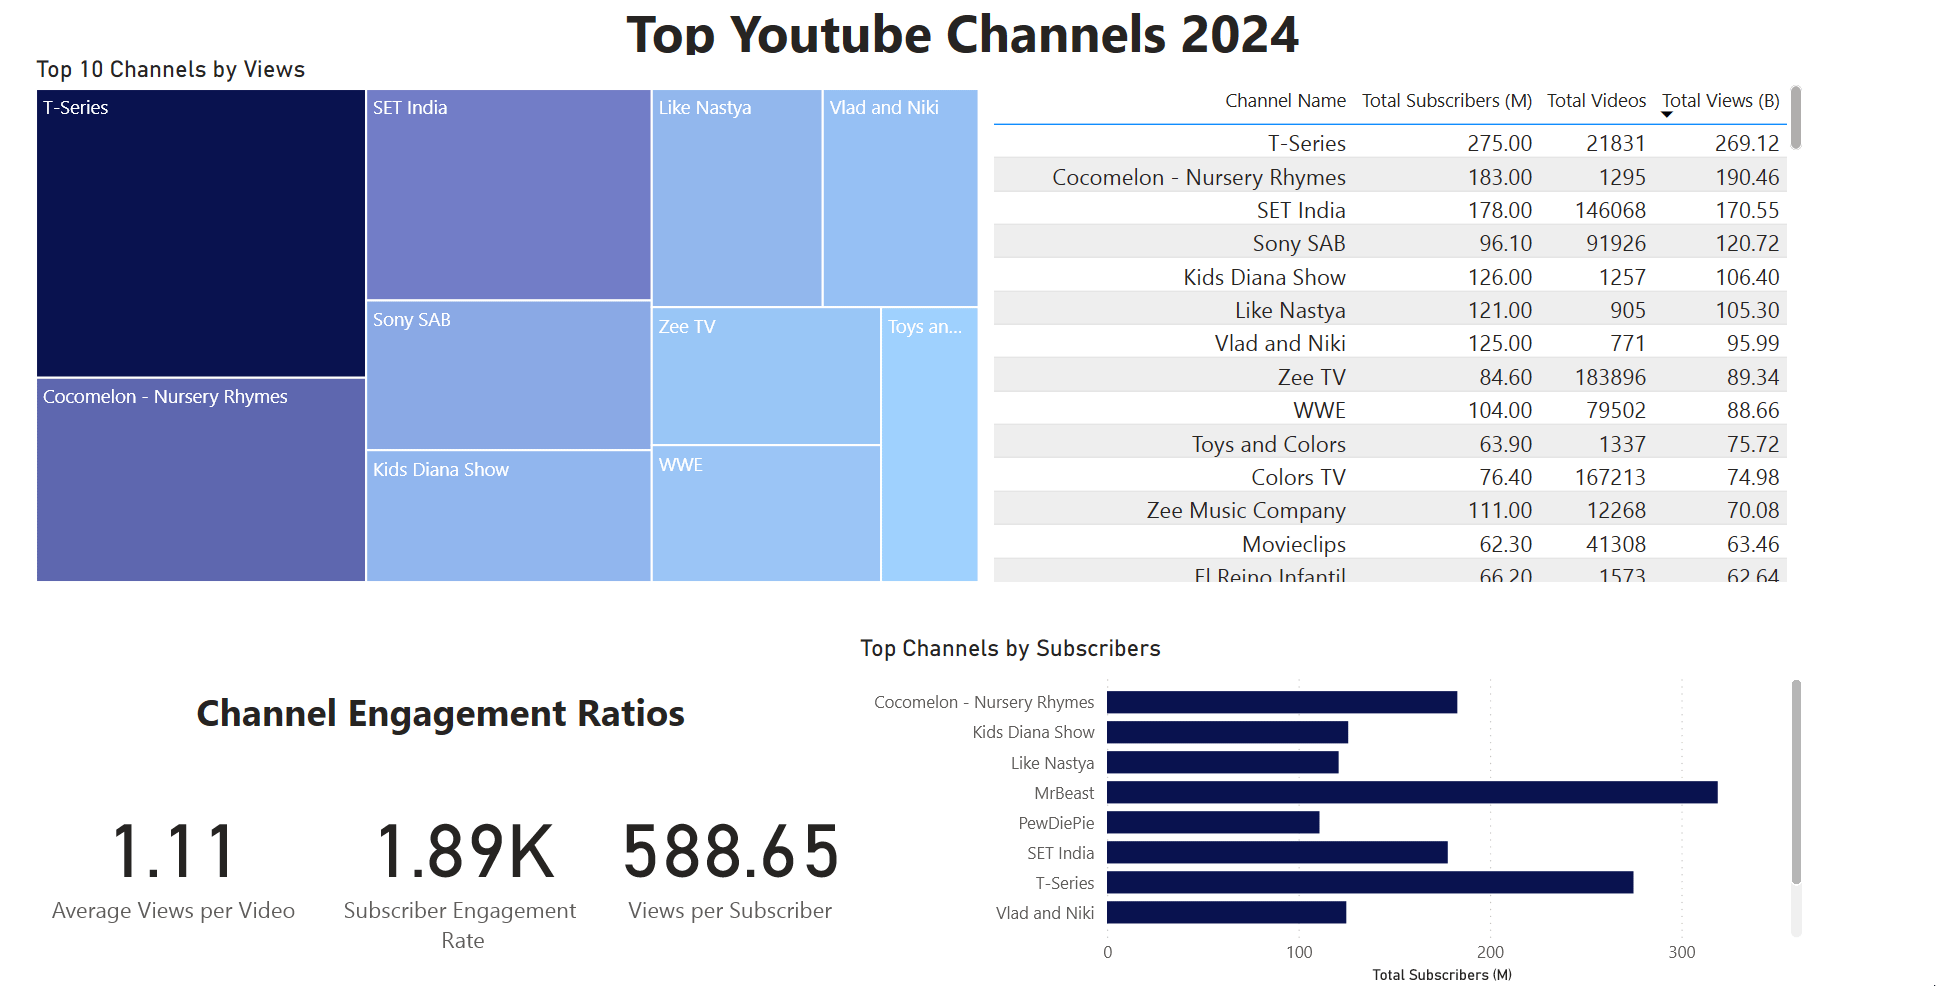 Top Youtube Channels 2024
Top 10 Channels by Views
T-Series
SET India
Like Nastya
Vlad and Niki
Sony SAB
Zee TV
Toys an...
Cocomelon - Nursery Rhymes
Kids Diana Show
WWE
Channel Name Total Subscribers (M) Total Videos Total Views (B)
T-Series 275.00 21831 269.12
Cocomelon - Nursery Rhymes 183.00 1295 190.46
SET India 178.00 146068 170.55
Sony SAB 96.10 91926 120.72
Kids Diana Show 126.00 1257 106.40
Like Nastya 121.00 905 105.30
Vlad and Niki 125.00 771 95.99
Zee TV 84.60 183896 89.34
WWE 104.00 79502 88.66
Toys and Colors 63.90 1337 75.72
Colors TV 76.40 167213 74.98
Zee Music Company 111.00 12268 70.08
Movieclips 62.30 41308 63.46
El Reino Infantil 66.20 1573 62.64
Channel Engagement Ratios
1.11
Average Views per Video
1.89K
Subscriber Engagement
Rate
588.65
Views per Subscriber
Top Channels by Subscribers
Cocomelon - Nursery Rhymes
Kids Diana Show
Like Nastya
MrBeast
PewDiePie
SET India
T-Series
Vlad and Niki
0 100 200 300
Total Subscribers (M)